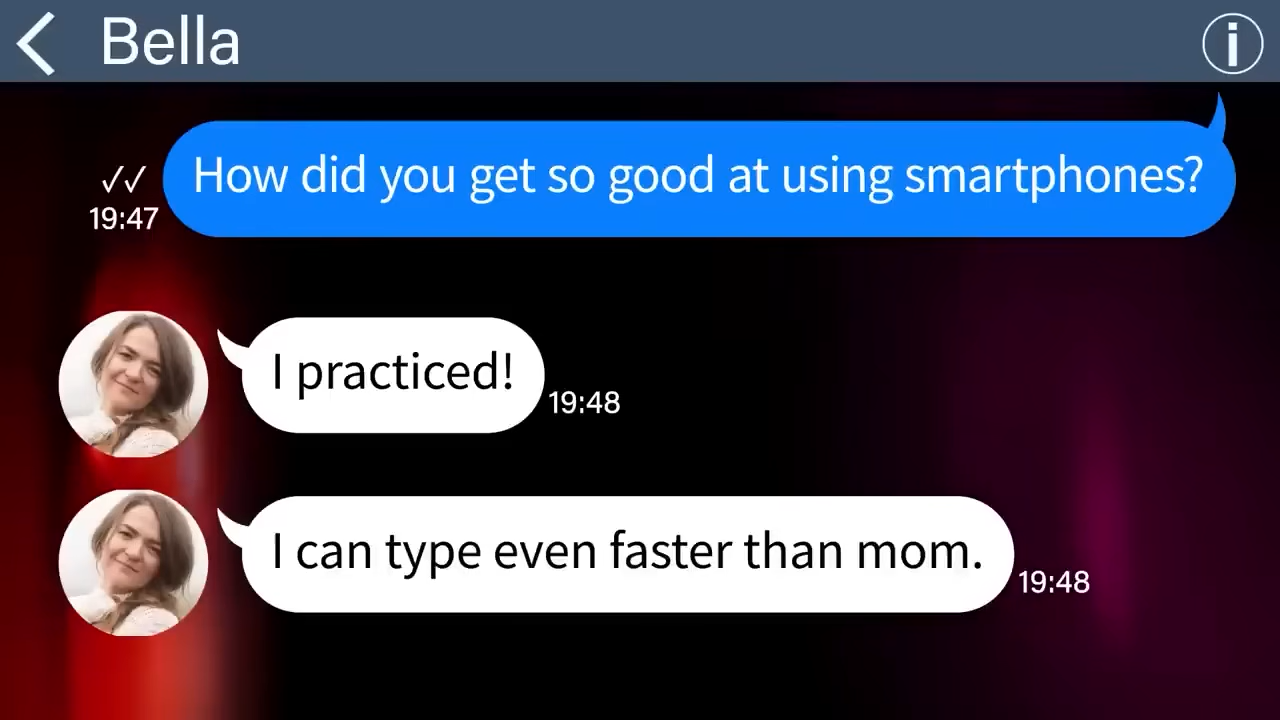 Bella
How did you get so good at using smartphones?
19:47
I practiced!
19:48
I can type even faster than mom.
19:48